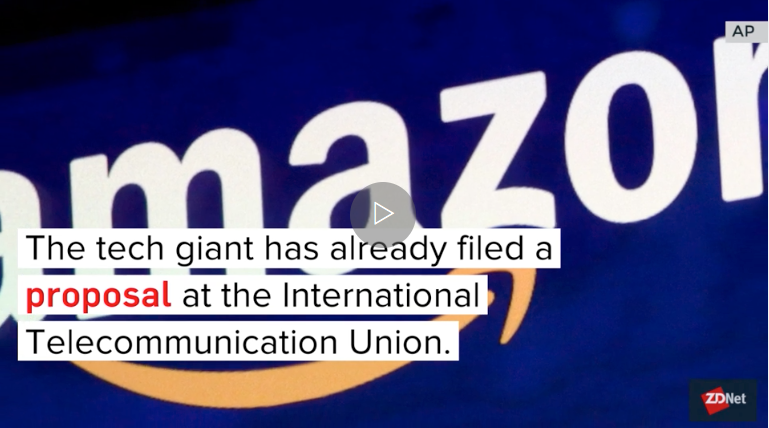 AP
amazon
The tech giant has already filed a
proposal at the International
Telecommunication Union.
ZDNet